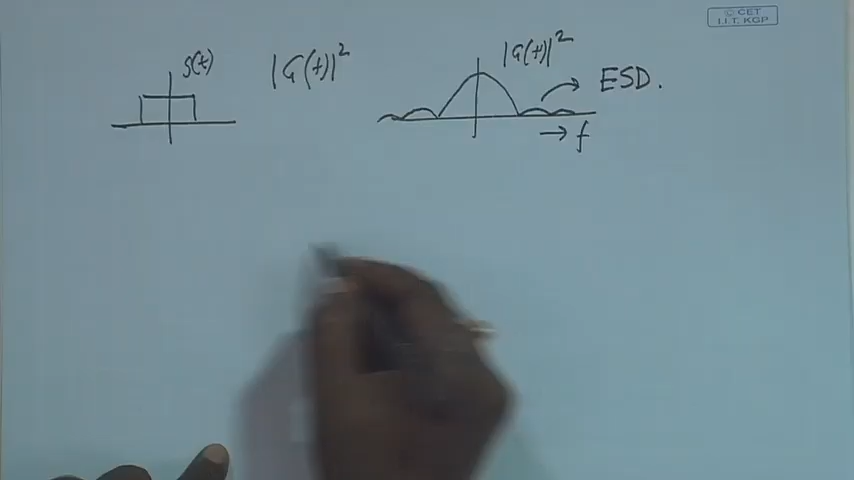 © CET
I.I.T. KGP
g(t)
|G(f)|²
|G(f)|²
ESD.
→ f